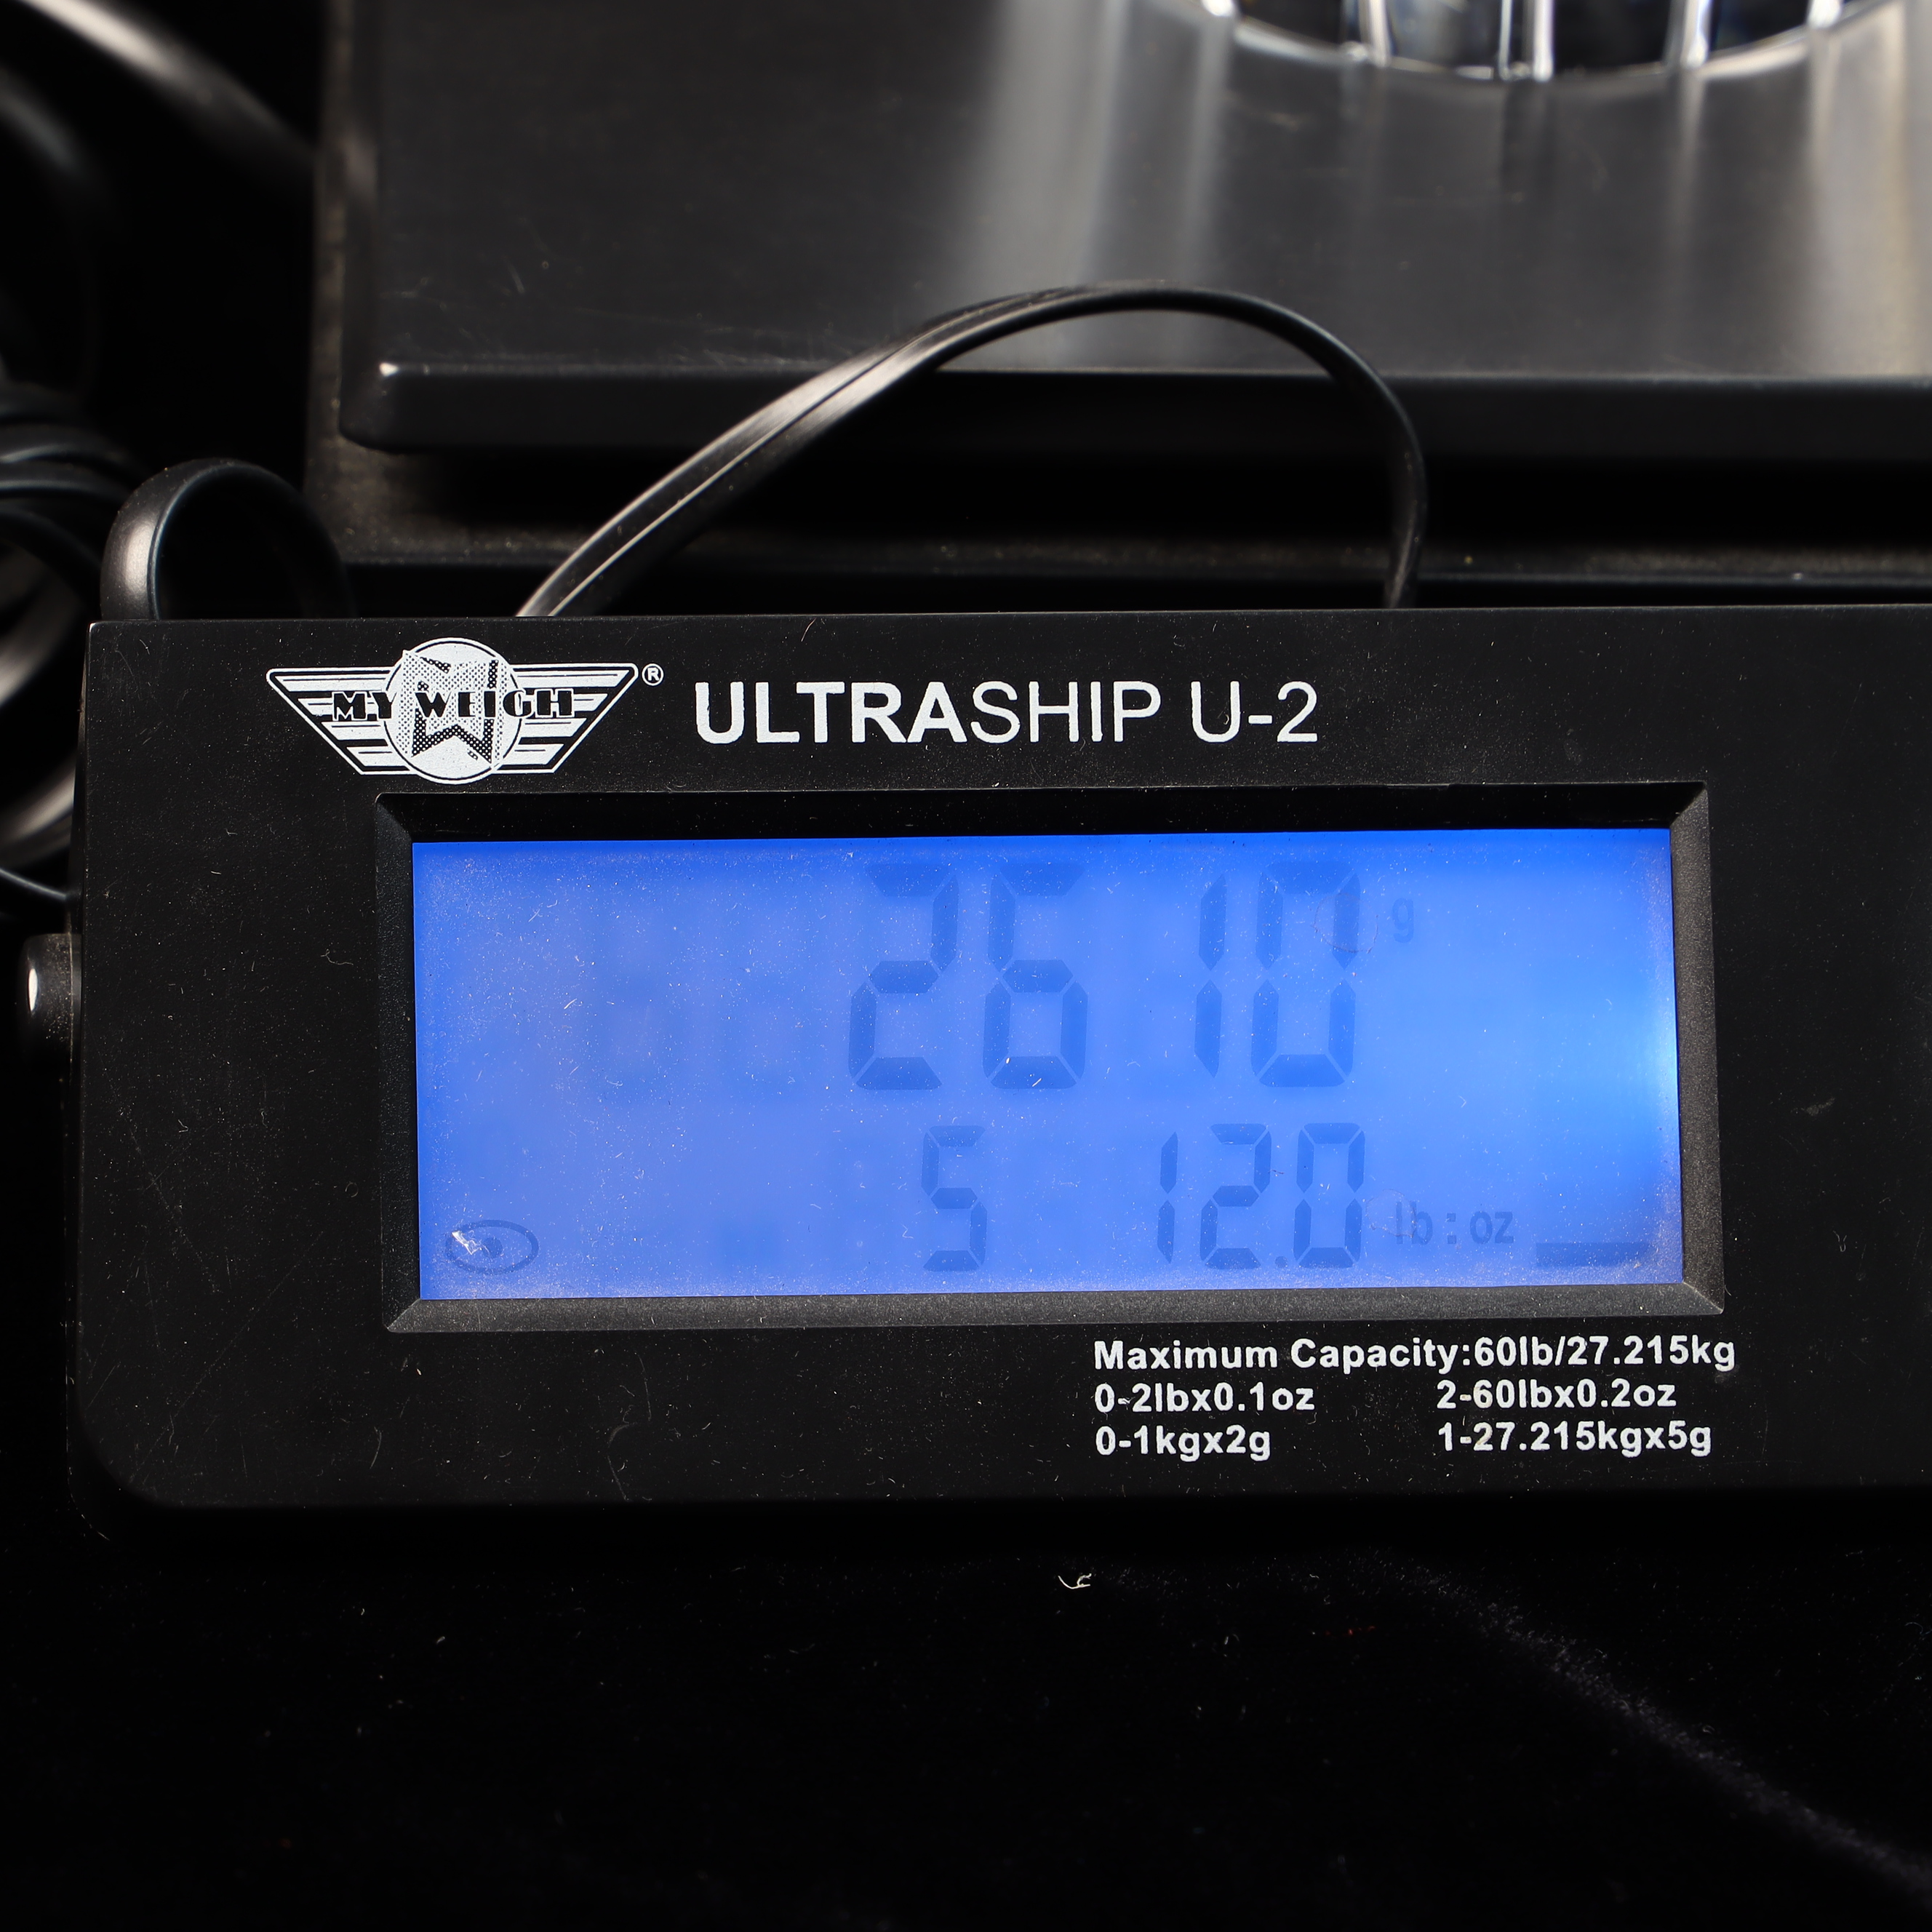 MY WEIGH ® ULTRASHIP U-2
2610 g
5 12.0 lb:oz
Maximum Capacity:60lb/27.215kg
0-2lbx0.1oz 2-60lbx0.2oz
0-1kgx2g 1-27.215kgx5g